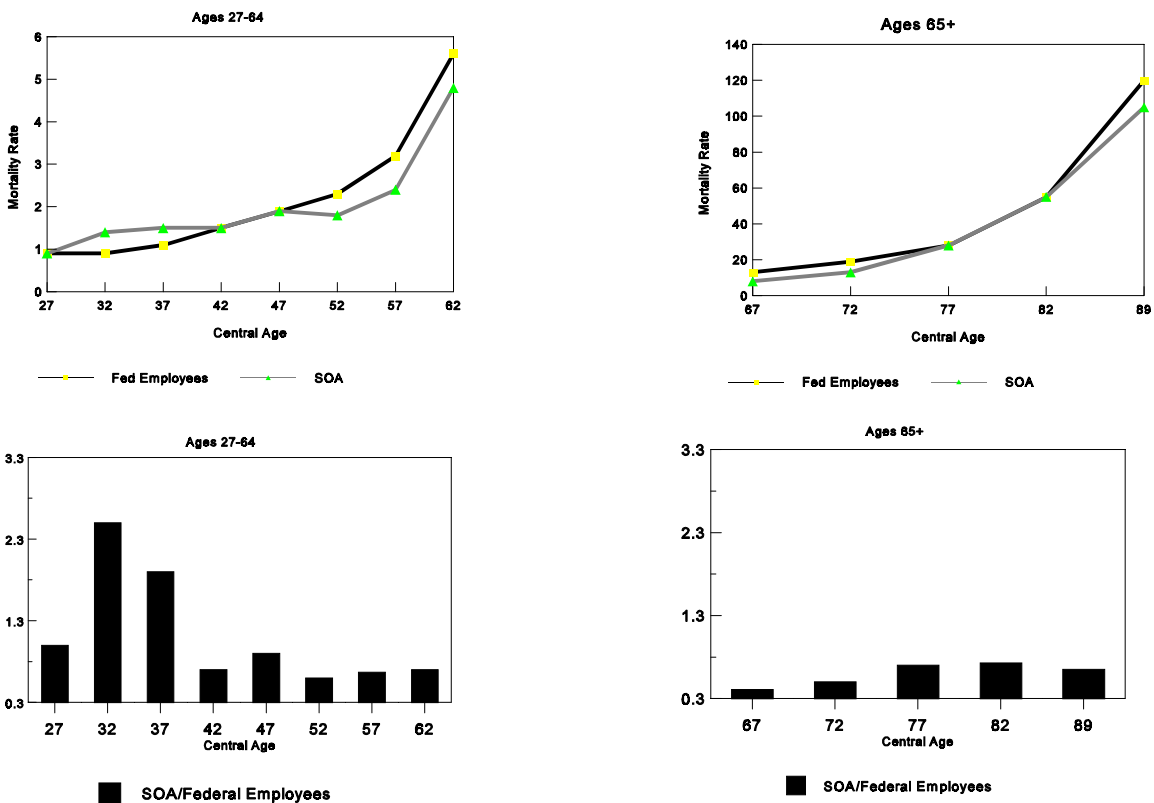 Ages 27-64
6
5
4
3
2
1
0
Mortality Rate
27 32 37 42 47 52 57 62
Central Age
Fed Employees SOA
Ages 65+
140
120
100
80
60
40
20
0
Mortality Rate
67 72 77 82 89
Central Age
Fed Employees SOA
Ages 27-64
3.3
2.3
1.3
0.3
27 32 37 42 47 52 57 62
Central Age
SOA/Federal Employees
Ages 65+
3.3
2.3
1.3
0.3
67 72 77 82 89
Central Age
SOA/Federal Employees